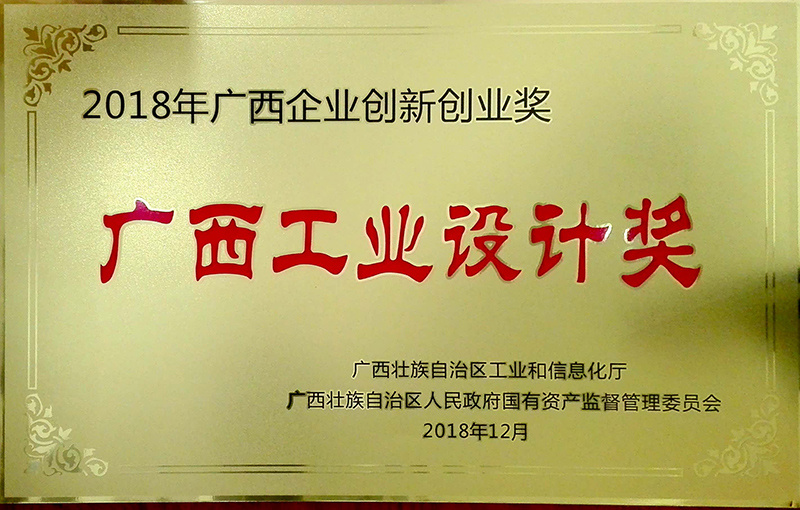 2018年广西企业创新创业奖
广西工业设计奖
广西壮族自治区工业和信息化厅
广西壮族自治区人民政府国有资产监督管理委员会
2018年12月